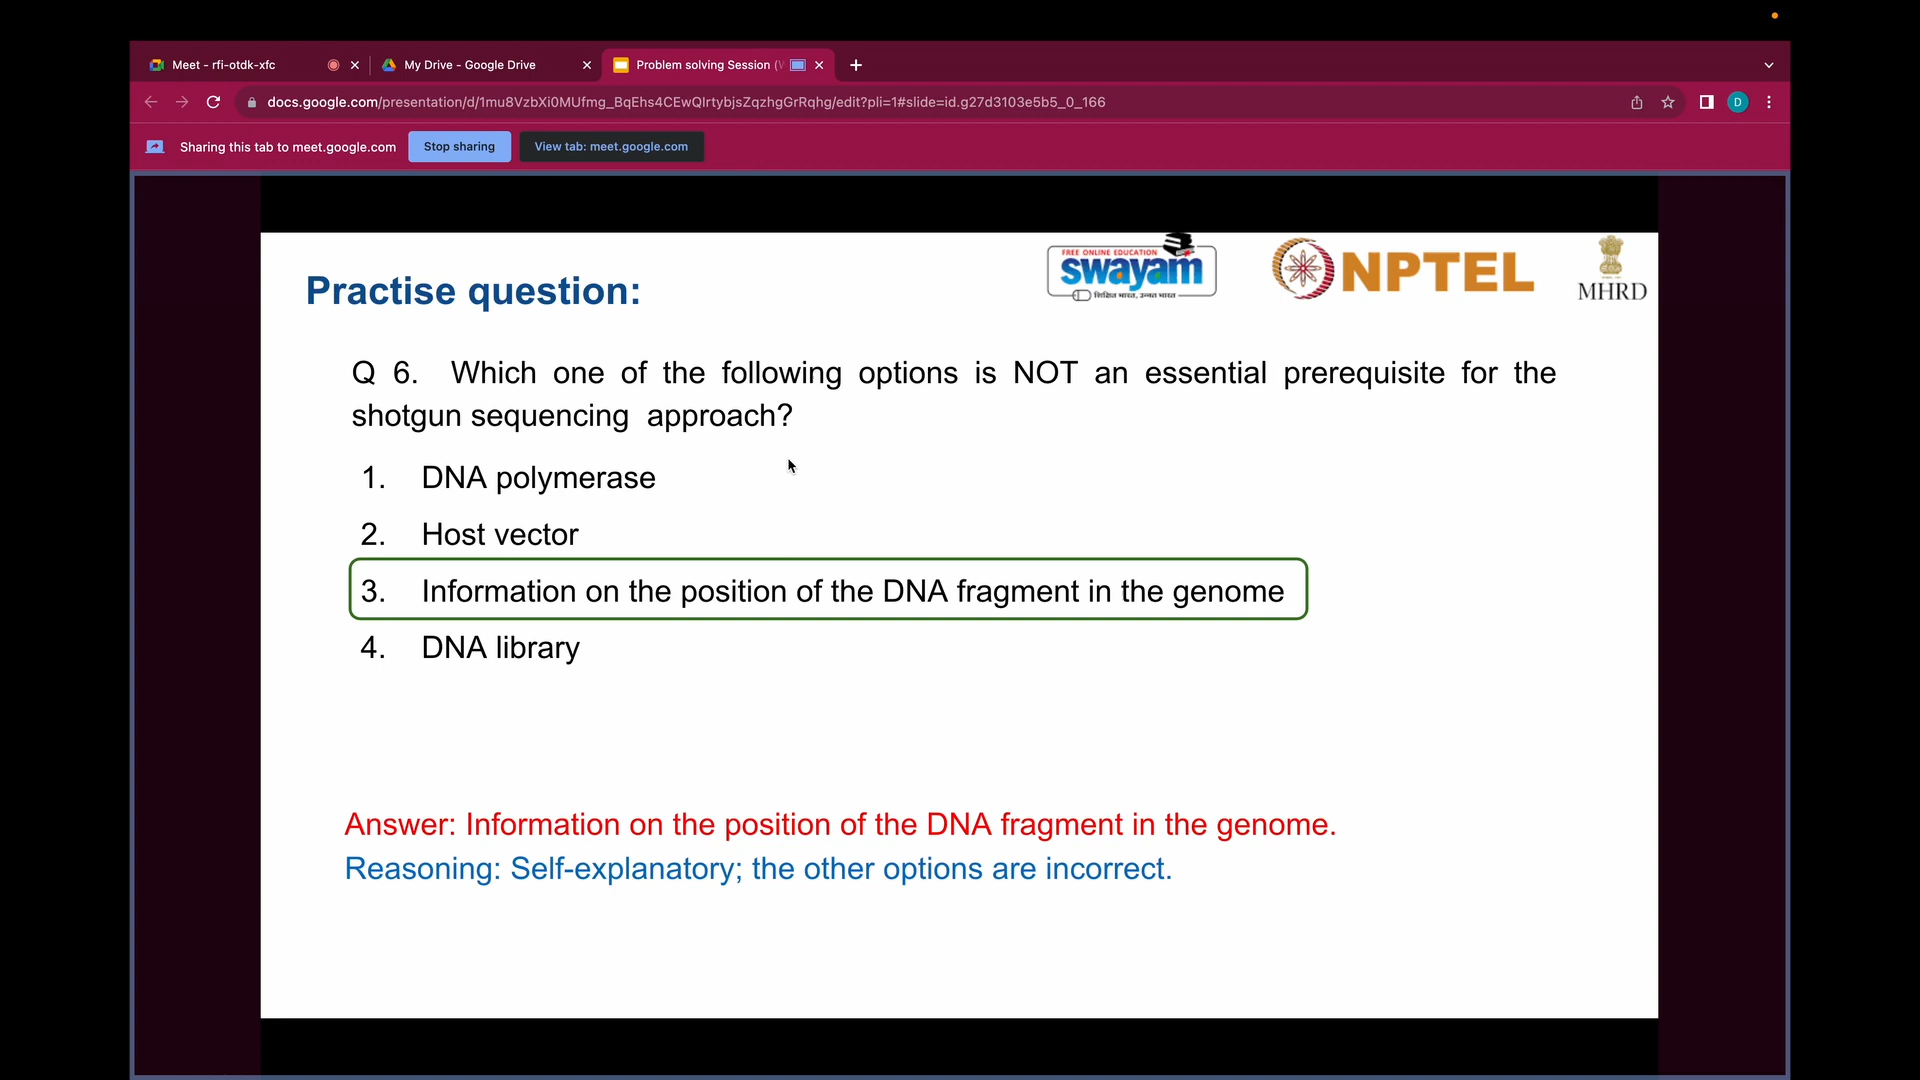 Meet - rfi-otdk-xfc
My Drive - Google Drive
Problem solving Session (W
docs.google.com/presentation/d/1mu8VzbXi0MUfmg_BqEhs4CEwQIrtybjsZqzhgGrRqhg/edit?pli=1#slide=id.g27d3103e5b5_0_166
D
Sharing this tab to meet.google.com
Stop sharing
View tab: meet.google.com
FREE ONLINE EDUCATION
swayam
शिक्षित भारत, उन्नत भारत
NPTEL
MHRD
Practise question:
Q 6. Which one of the following options is NOT an essential prerequisite for the
shotgun sequencing approach?
1. DNA polymerase
2. Host vector
3. Information on the position of the DNA fragment in the genome
4. DNA library
Answer: Information on the position of the DNA fragment in the genome.
Reasoning: Self-explanatory; the other options are incorrect.